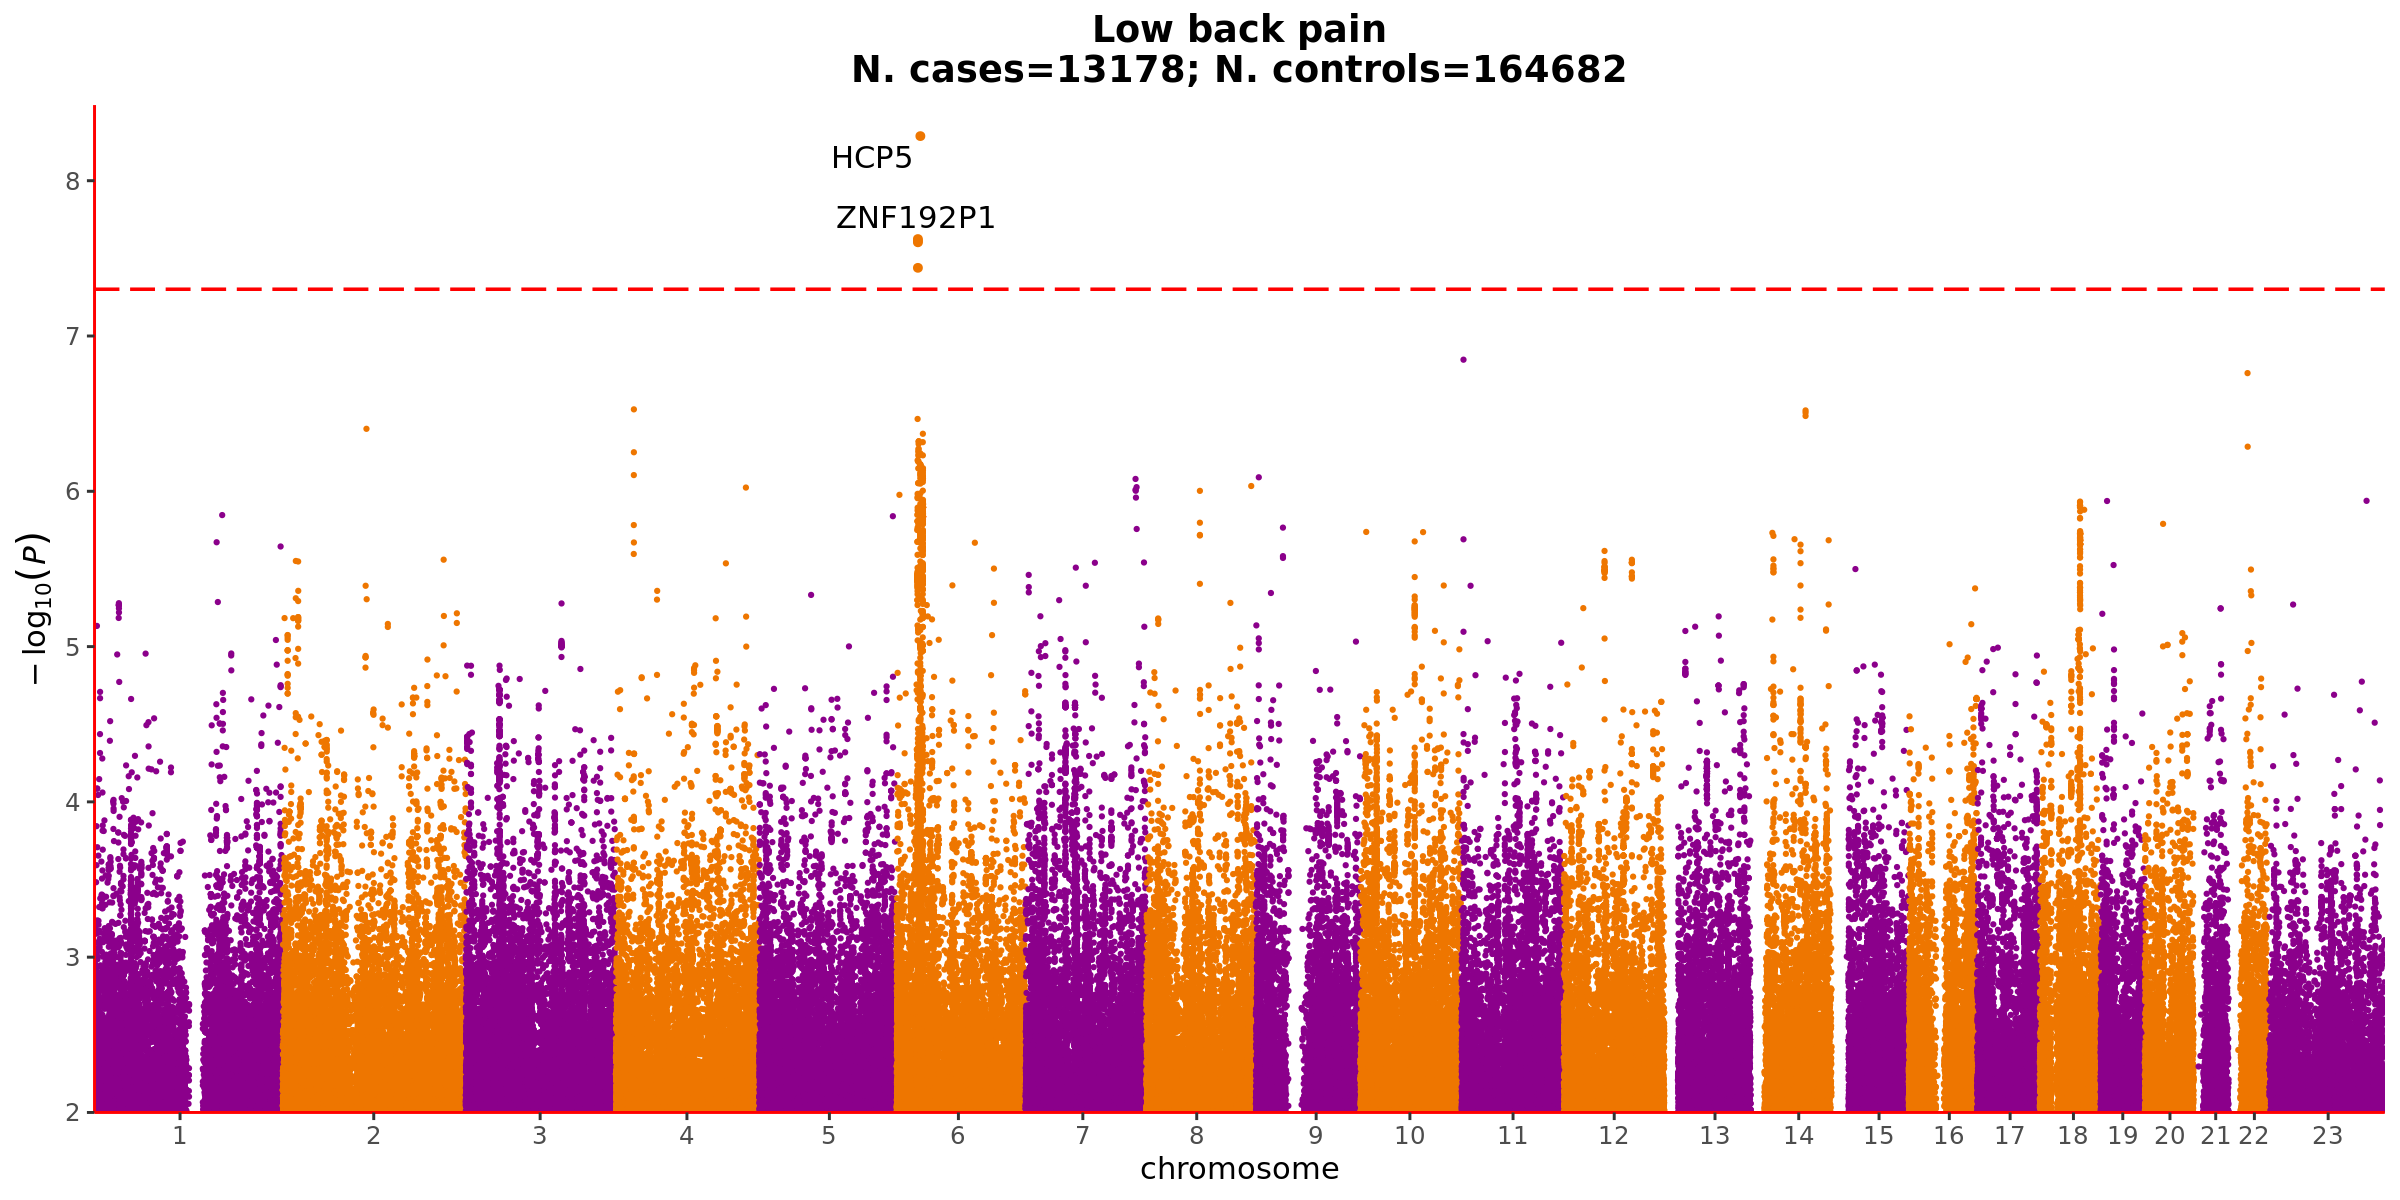 Low back pain
N. cases=13178; N. controls=164682
HCP5
ZNF192P1
8
7
6
5
4
3
2
−log10(P)
1 2 3 4 5 6 7 8 9 10 11 12 13 14 15 16 17 18 19 20 21 22 23
chromosome